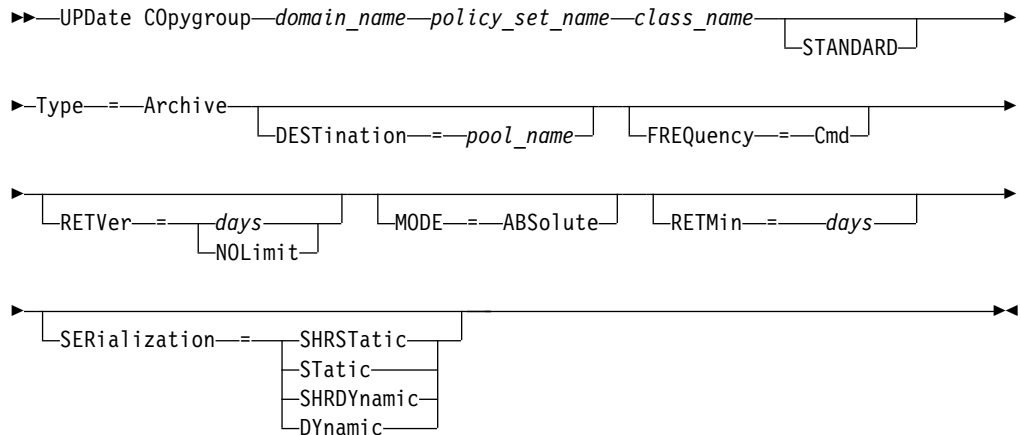 UPDate COpygroup domain_name policy_set_name class_name
STANDARD
Type = Archive
DESTination = pool_name
FREQuency = Cmd
RETVer = days
NOLimit
MODE = ABSolute
RETMin = days
SERialization = SHRSTatic
STatic
SHRDYnamic
DYnamic